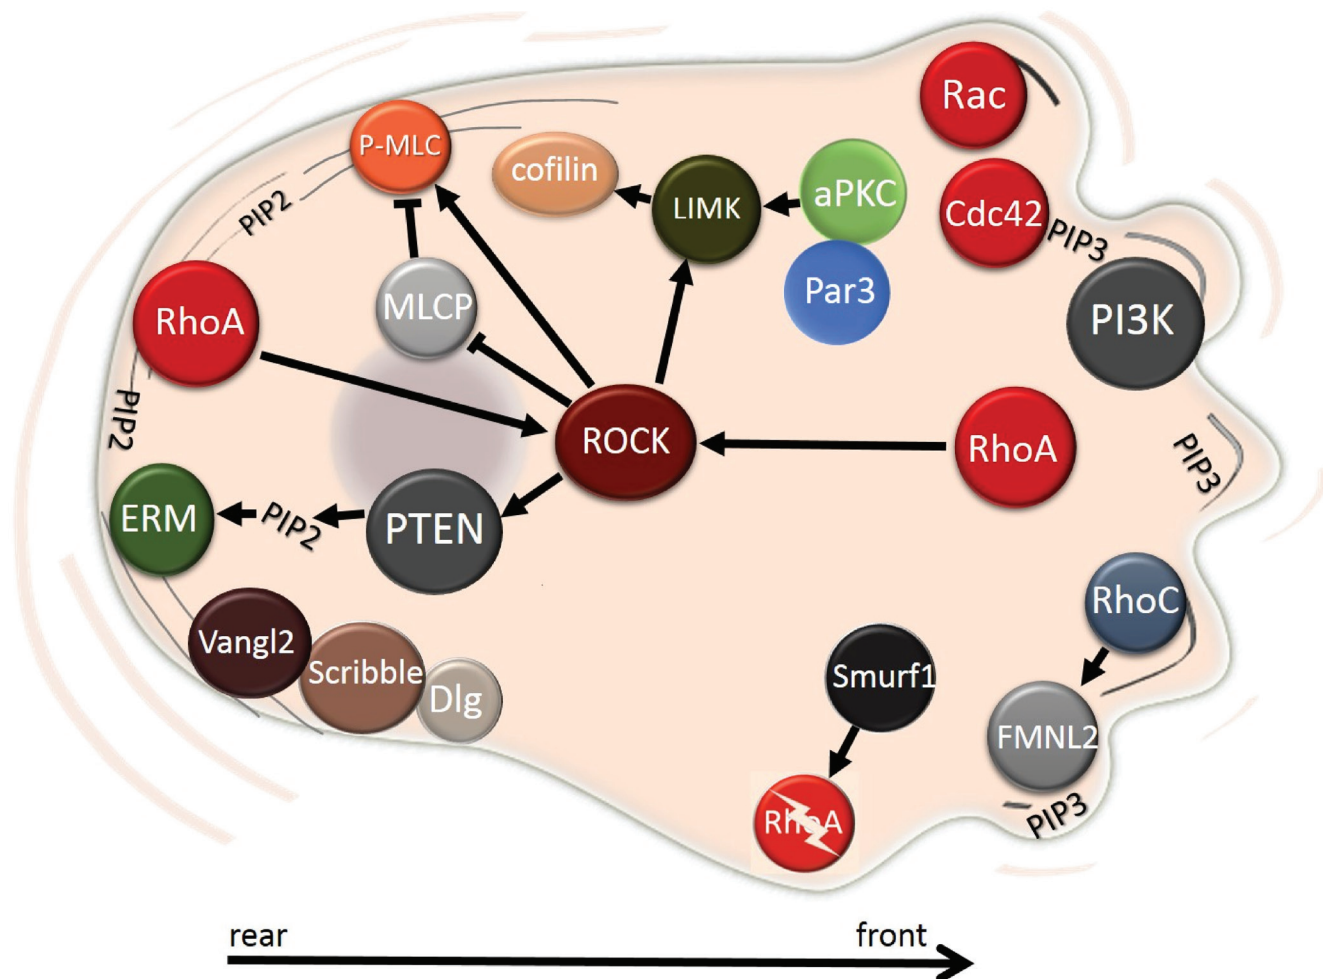 Rac
P-MLC
cofilin
LIMK
aPKC
Cdc42
PIP3
PIP2
Par3
RhoA
MLCP
PI3K
PIP2
ROCK
RhoA
PIP3
ERM
PIP2
PTEN
RhoC
Vangl2
Scribble
Dlg
Smurf1
FMNL2
RhoA
PIP3
rear
front